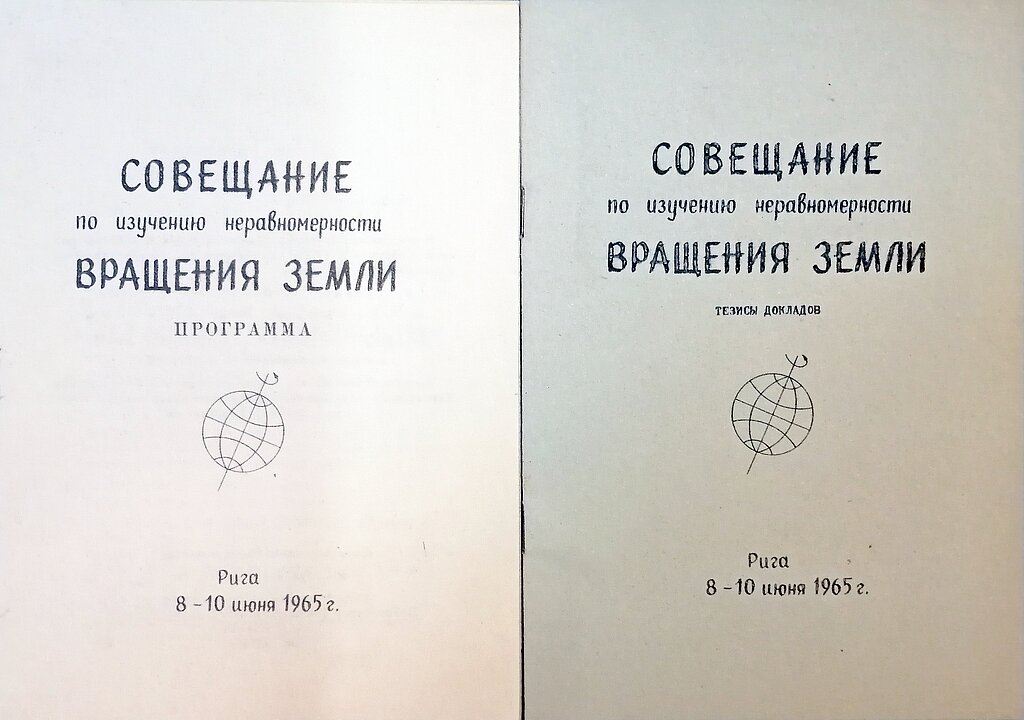 СОВЕЩАНИЕ
по изучению неравномерности
ВРАЩЕНИЯ ЗЕМЛИ
ПРОГРАММА
Рига
8–10 июня 1965 г.
СОВЕЩАНИЕ
по изучению неравномерности
ВРАЩЕНИЯ ЗЕМЛИ
ТЕЗИСЫ ДОКЛАДОВ
Рига
8–10 июня 1965 г.